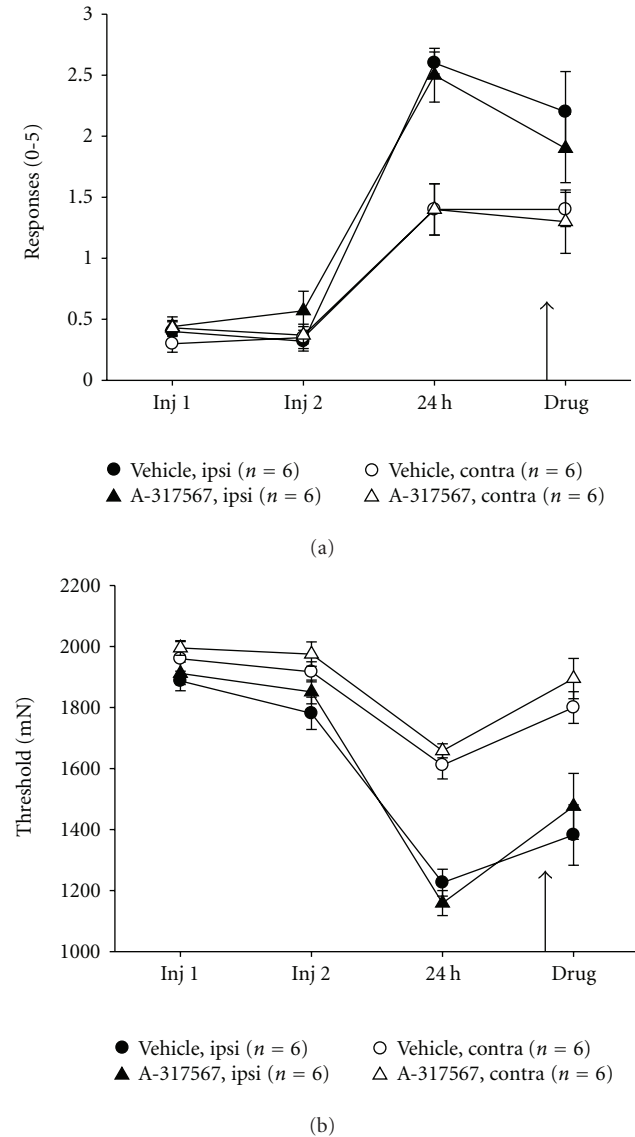 3
2.5
2
1.5
1
0.5
0
Responses (0-5)
Inj 1 Inj 2 24 h Drug
Vehicle, ipsi (n = 6) Vehicle, contra (n = 6)
A-317567, ipsi (n = 6) A-317567, contra (n = 6)
(a)
2200
2000
1800
1600
1400
1200
1000
Threshold (mN)
Inj 1 Inj 2 24 h Drug
Vehicle, ipsi (n = 6) Vehicle, contra (n = 6)
A-317567, ipsi (n = 6) A-317567, contra (n = 6)
(b)